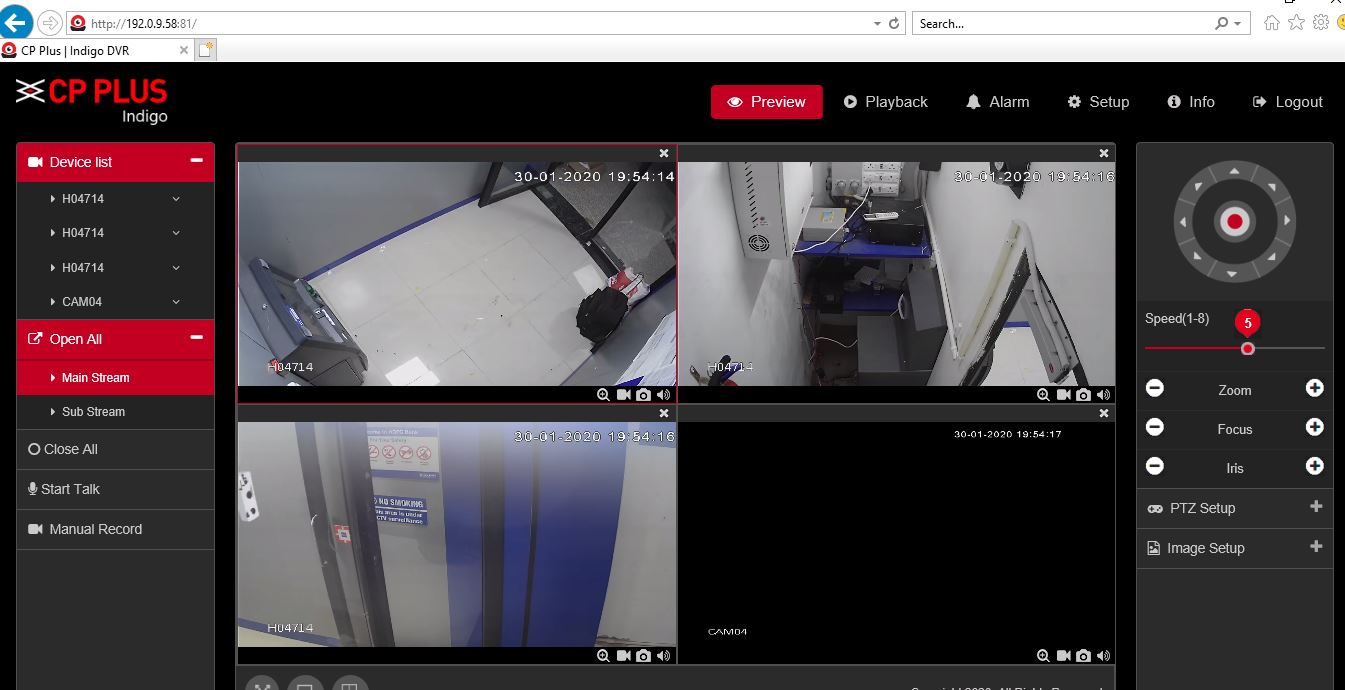 http://192.0.9.58:81/
Search...
CP Plus | Indigo DVR
CP PLUS
Indigo
Preview
Playback
Alarm
Setup
Info
Logout
Device list
H04714
H04714
H04714
CAM04
Open All
Main Stream
Sub Stream
Close All
Start Talk
Manual Record
30-01-2020 19:54:14
H04714
30-01-2020 19:54:16
H04714
30-01-2020 19:54:16
NO SMOKING
H04714
30-01-2020 19:54:17
CAM04
Speed(1-8)
5
Zoom
Focus
Iris
PTZ Setup
Image Setup